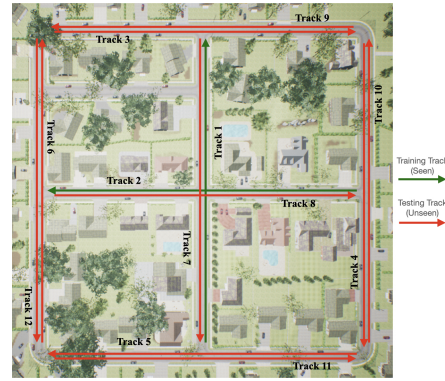 Track 9
Track 3
Track 10
Track 1
Track 6
Training Track
(Seen)
Track 2
Track 8
Testing Track
(Unseen)
Track 7
Track 4
Track 12
Track 5
Track 11